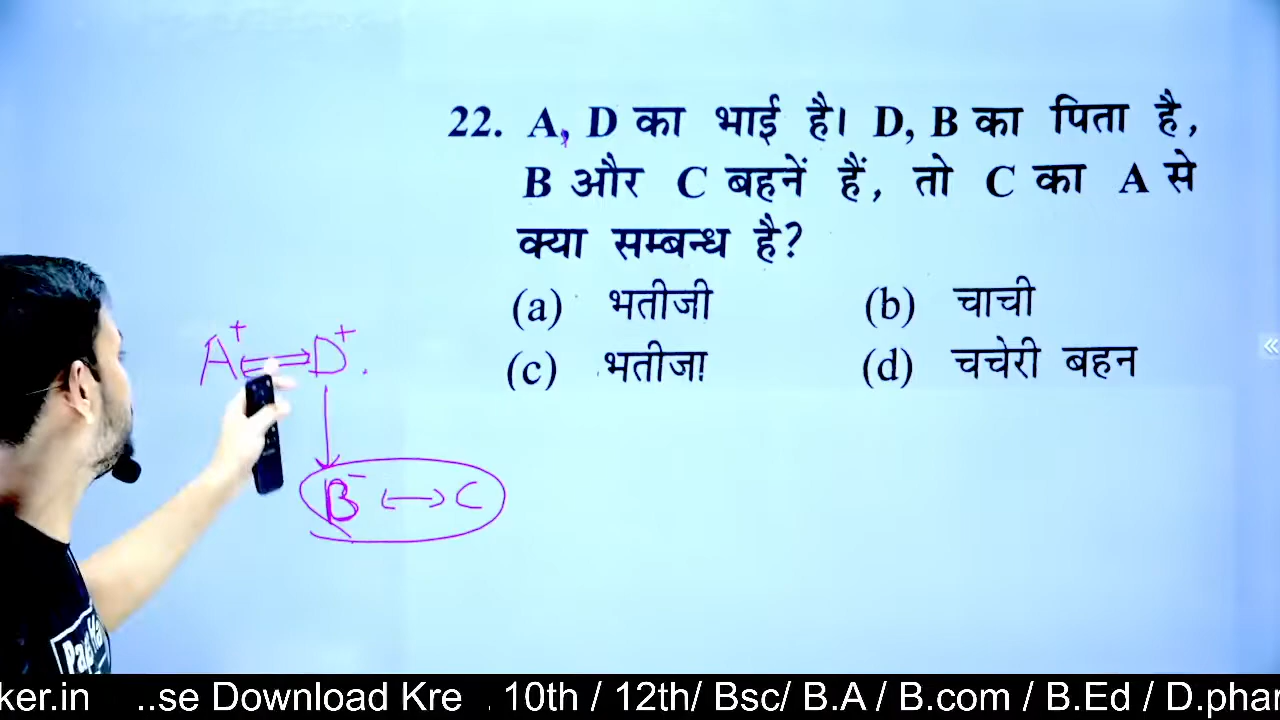 22. A, D का भाई है। D, B का पिता है,
B और C बहनें हैं, तो C का A से
क्या सम्बन्ध है?
(a) भतीजी (b) चाची
(c) भतीजा (d) चचेरी बहन
A+ ⟷ D+
B- ⟷ C
ker.in ..se Download Kre . 10th / 12th/ Bsc/ B.A / B.com / B.Ed / D.phar